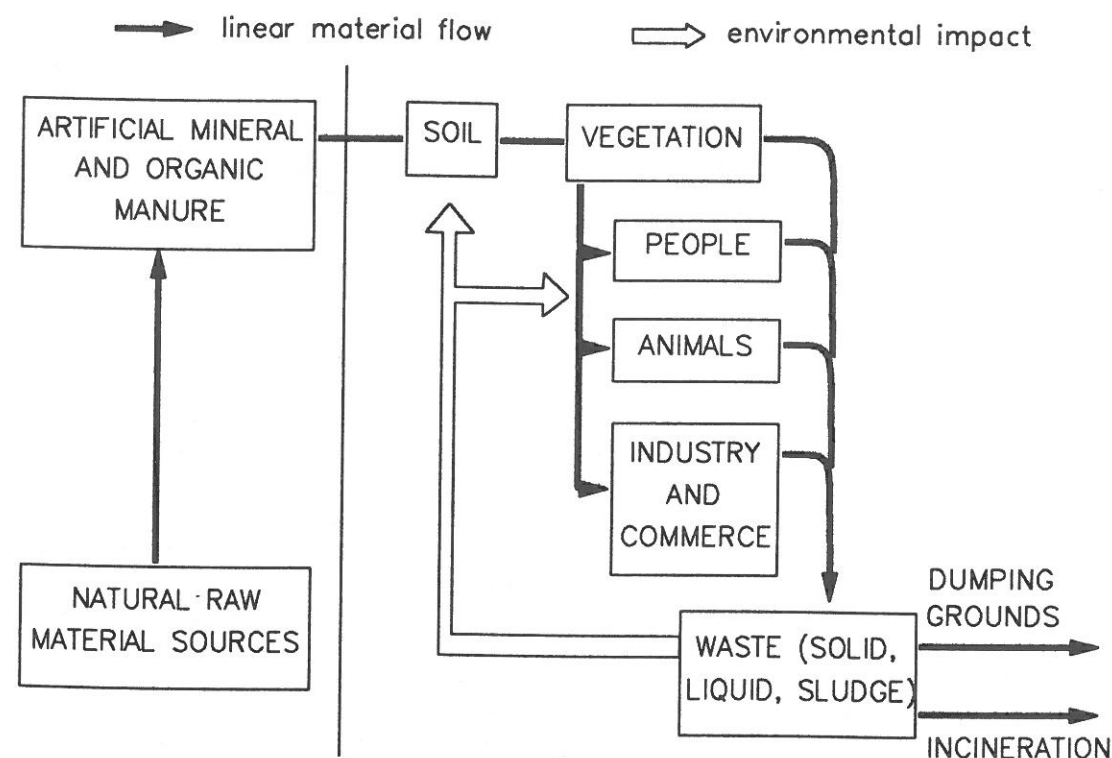 linear material flow
environmental impact
ARTIFICIAL MINERAL
AND ORGANIC
MANURE
SOIL
VEGETATION
PEOPLE
ANIMALS
INDUSTRY
AND
COMMERCE
NATURAL-RAW
MATERIAL SOURCES
WASTE (SOLID,
LIQUID, SLUDGE)
DUMPING
GROUNDS
INCINERATION